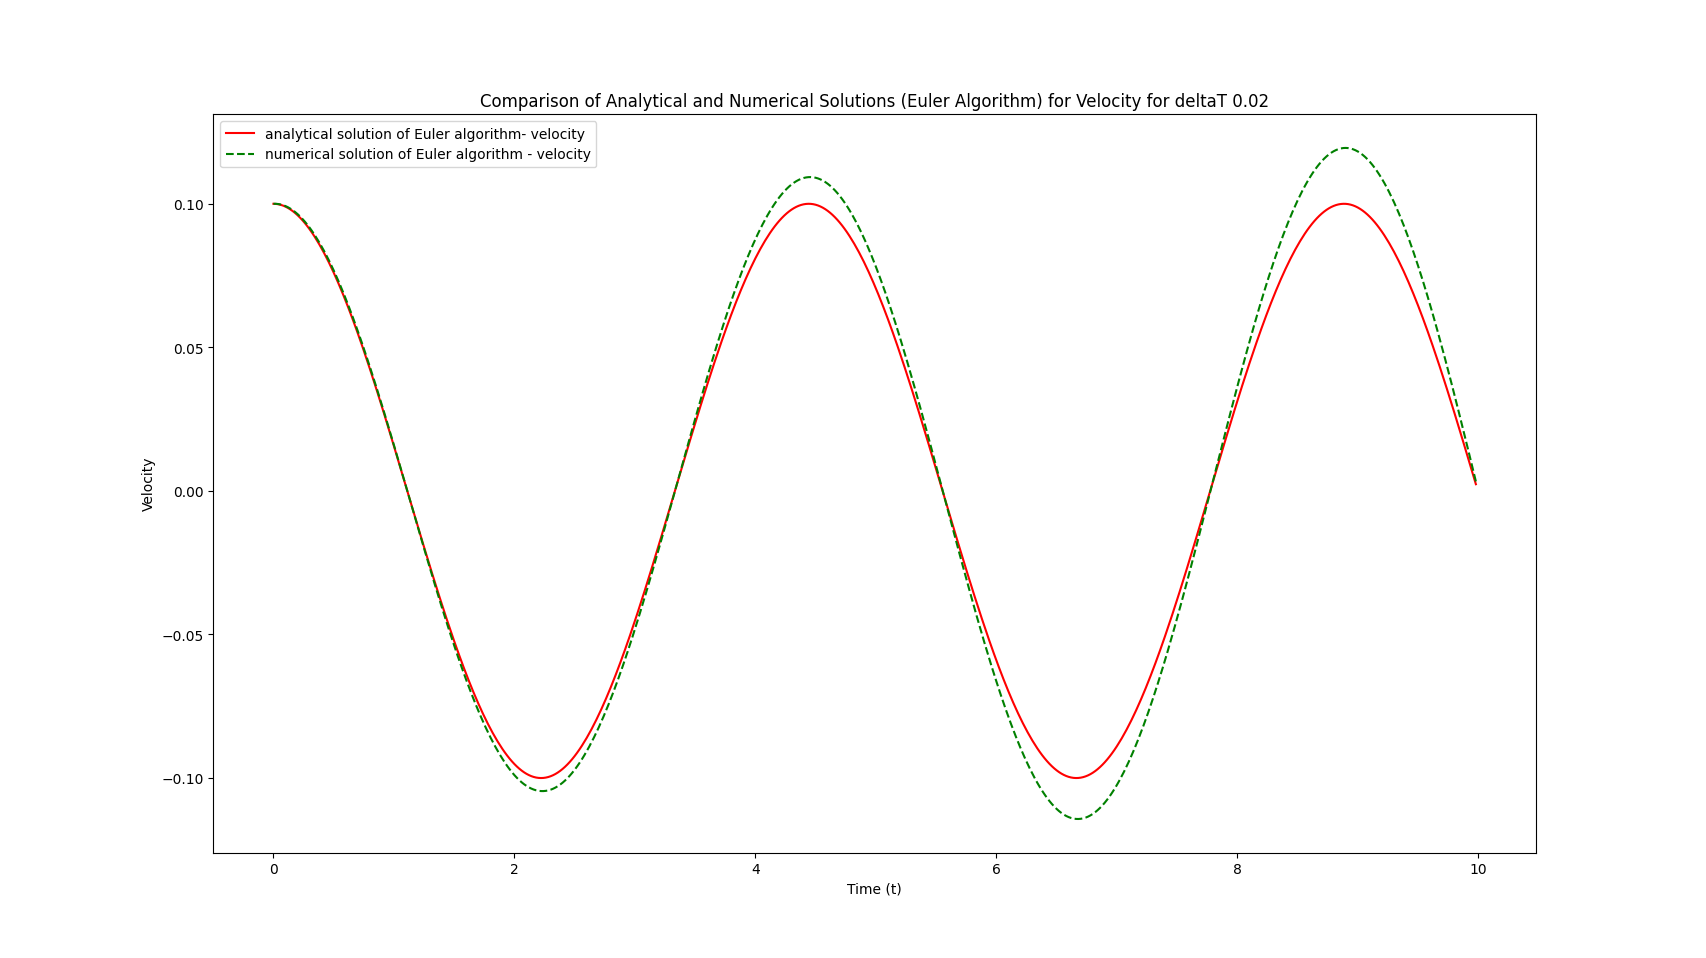 Comparison of Analytical and Numerical Solutions (Euler Algorithm) for Velocity for deltaT 0.02
analytical solution of Euler algorithm- velocity
numerical solution of Euler algorithm - velocity
0.10
0.05
0.00
−0.05
−0.10
Velocity
0 2 4 6 8 10
Time (t)